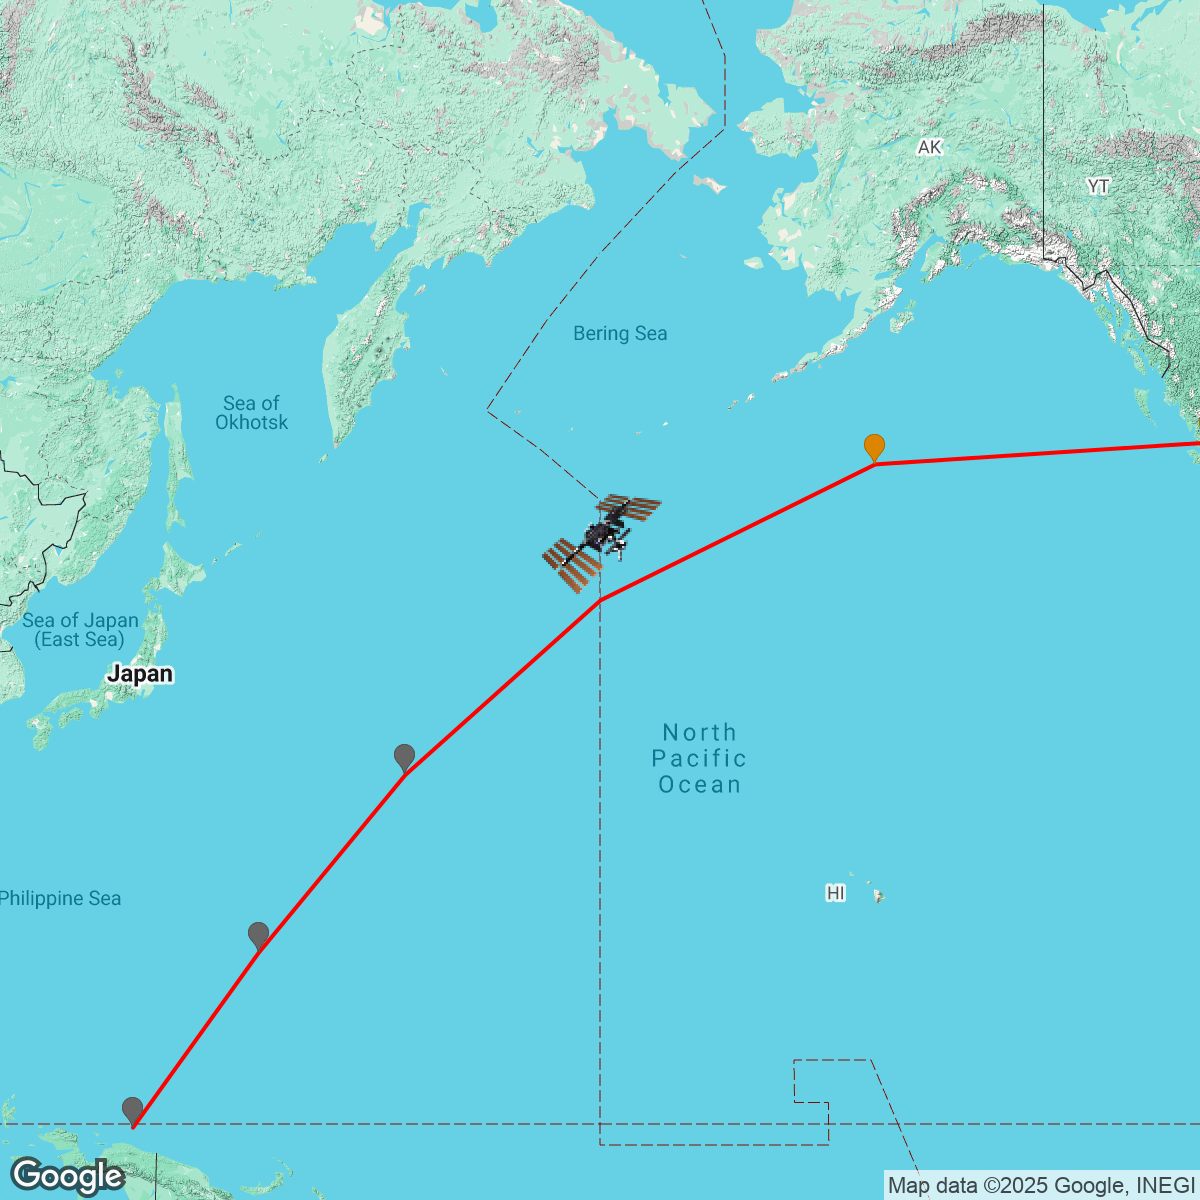 AK
YT
Bering Sea
Sea of
Okhotsk
Sea of Japan
(East Sea)
Japan
North
Pacific
Ocean
HI
Philippine Sea
Google
Map data ©2025 Google, INEGI